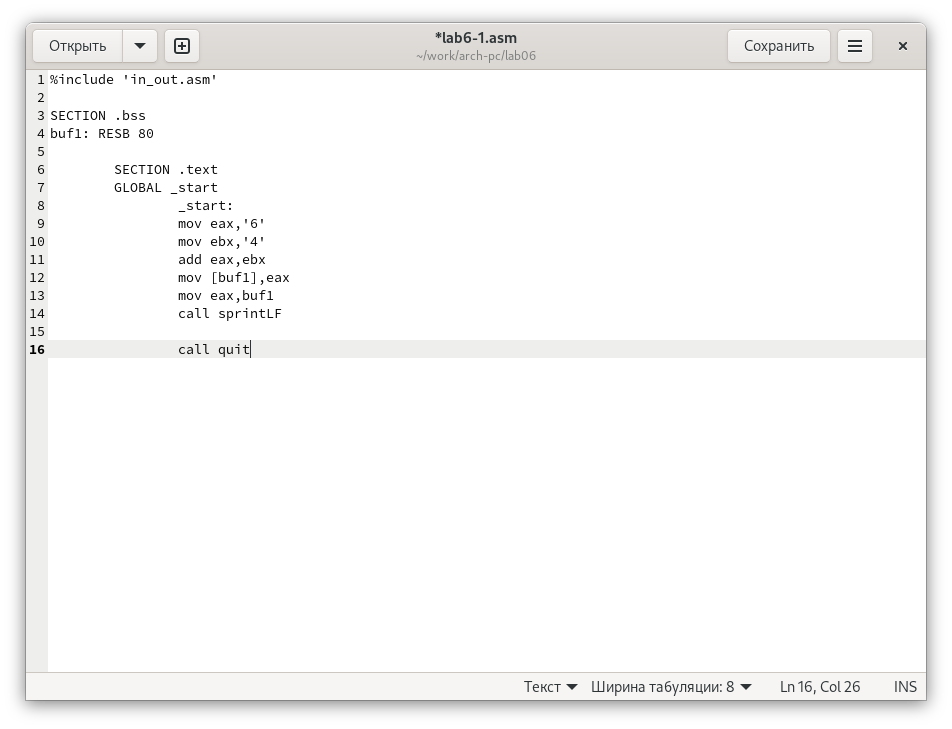 Открыть
*lab6-1.asm
~/work/arch-pc/lab06
Сохранить
1 %include 'in_out.asm'
2
3 SECTION .bss
4 buf1: RESB 80
5
6         SECTION .text
7         GLOBAL _start
8                 _start:
9                 mov eax,'6'
10                 mov ebx,'4'
11                 add eax,ebx
12                 mov [buf1],eax
13                 mov eax,buf1
14                 call sprintLF
15
16                 call quit
Текст Ширина табуляции: 8 Ln 16, Col 26 INS